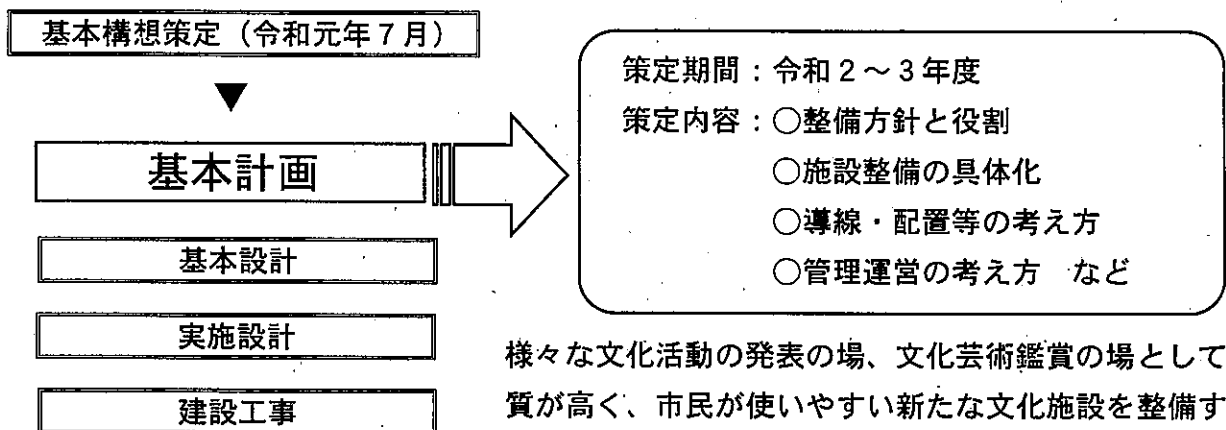 基本構想策定（令和元年７月）
▼
基本計画
基本設計
実施設計
建設工事
策定期間：令和２～３年度
策定内容：○整備方針と役割
○施設整備の具体化
○導線・配置等の考え方
○管理運営の考え方　など
様々な文化活動の発表の場、文化芸術鑑賞の場として
質が高く、市民が使いやすい新たな文化施設を整備す